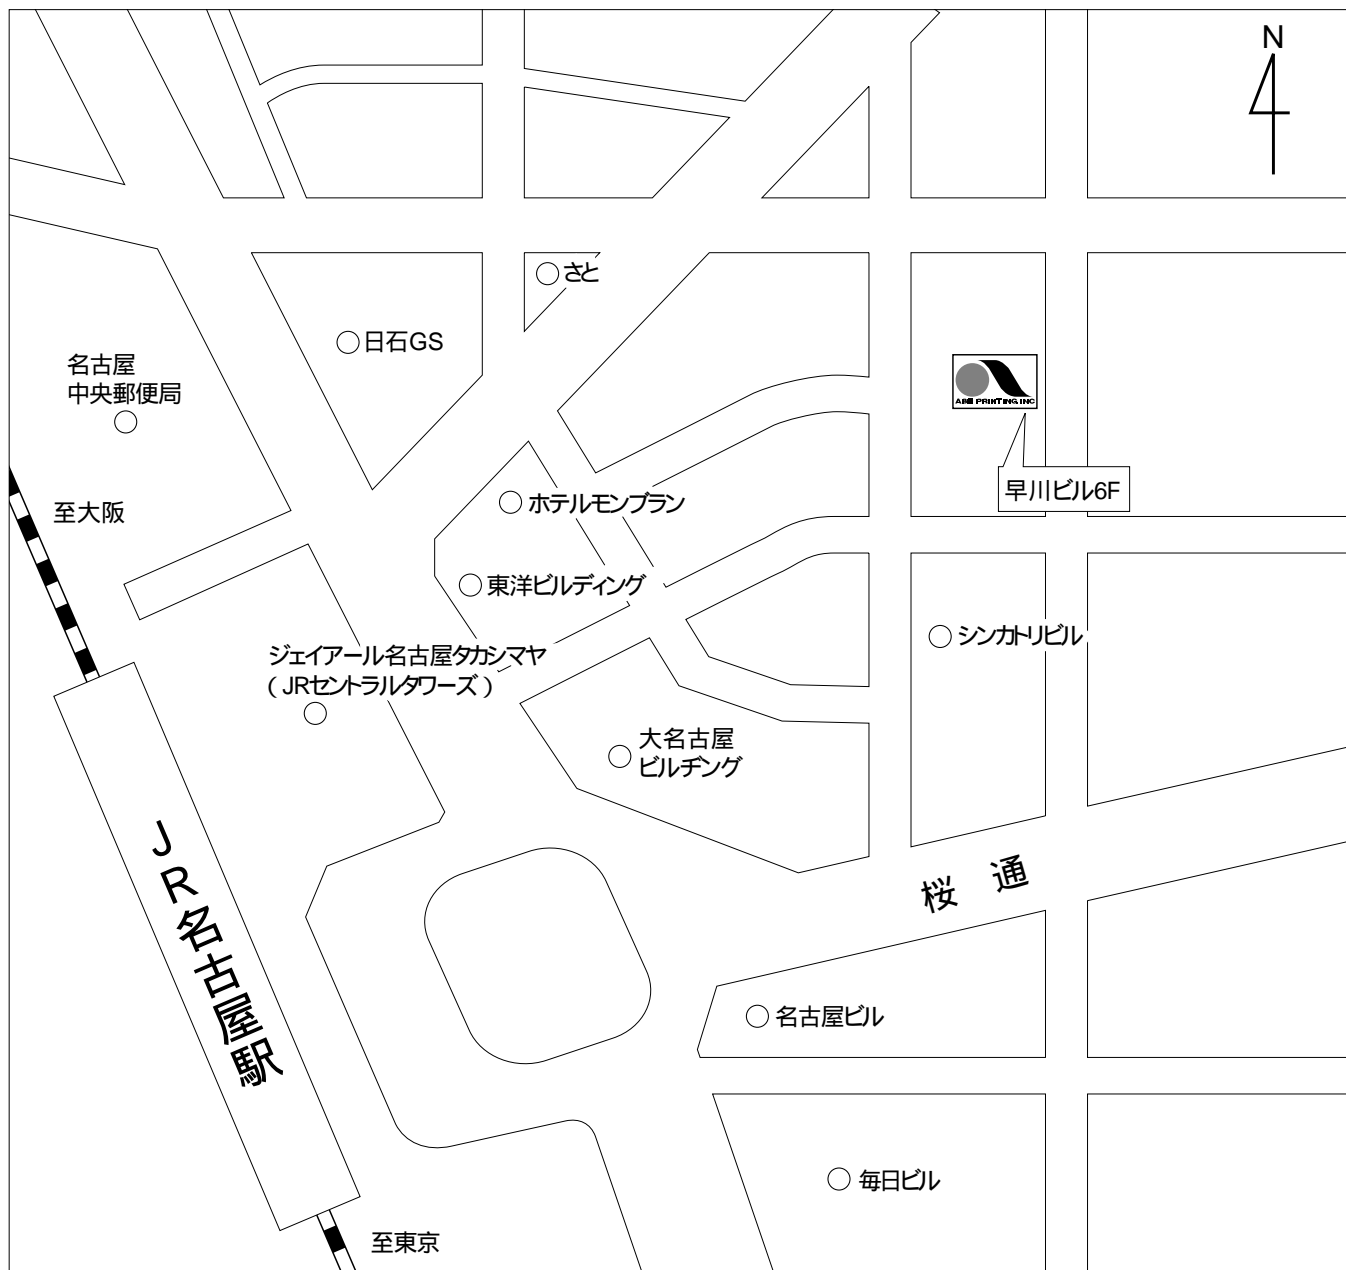 N
さと
日石GS
名古屋
中央郵便局
ABE PRINTING.INC
早川ビル6F
至大阪
ホテルモンブラン
東洋ビルディング
シンカトリビル
ジェイアール名古屋タカシマヤ
（JRセントラルタワーズ）
大名古屋
ビルヂング
JR名古屋駅
桜通
名古屋ビル
毎日ビル
至東京